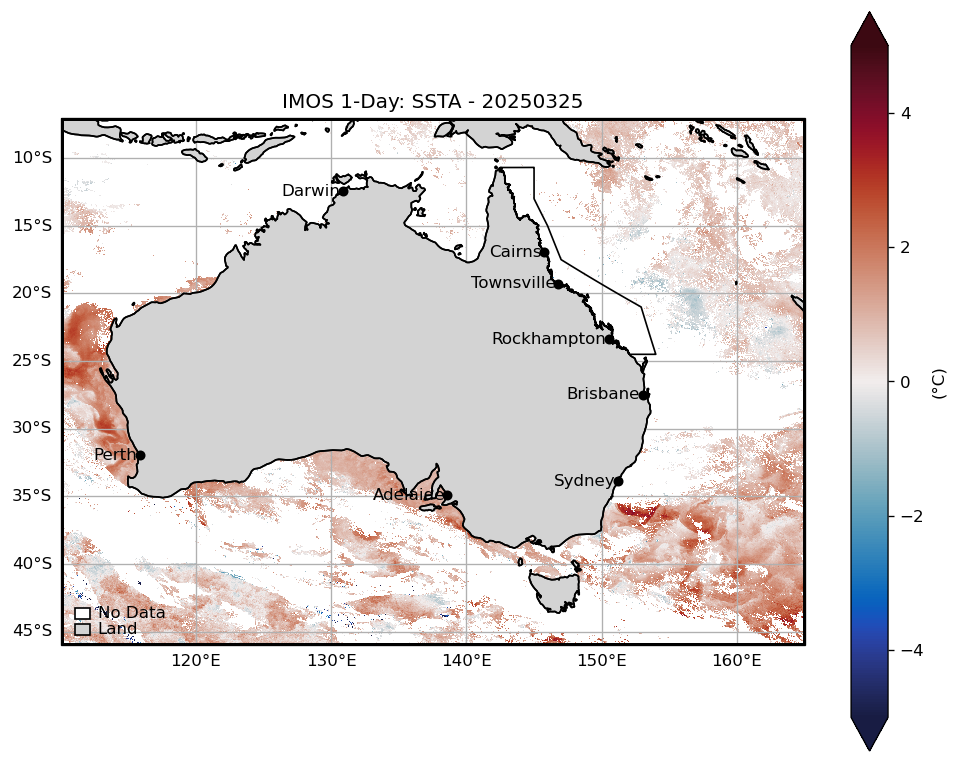 IMOS 1-Day: SSTA - 20250325
10°S
15°S
20°S
25°S
30°S
35°S
40°S
45°S
Darwin
Cairns
Townsville
Rockhampton
Brisbane
Perth
Sydney
Adelaide
No Data
Land
120°E
130°E
140°E
150°E
160°E
4
2
0
−2
−4
(°C)